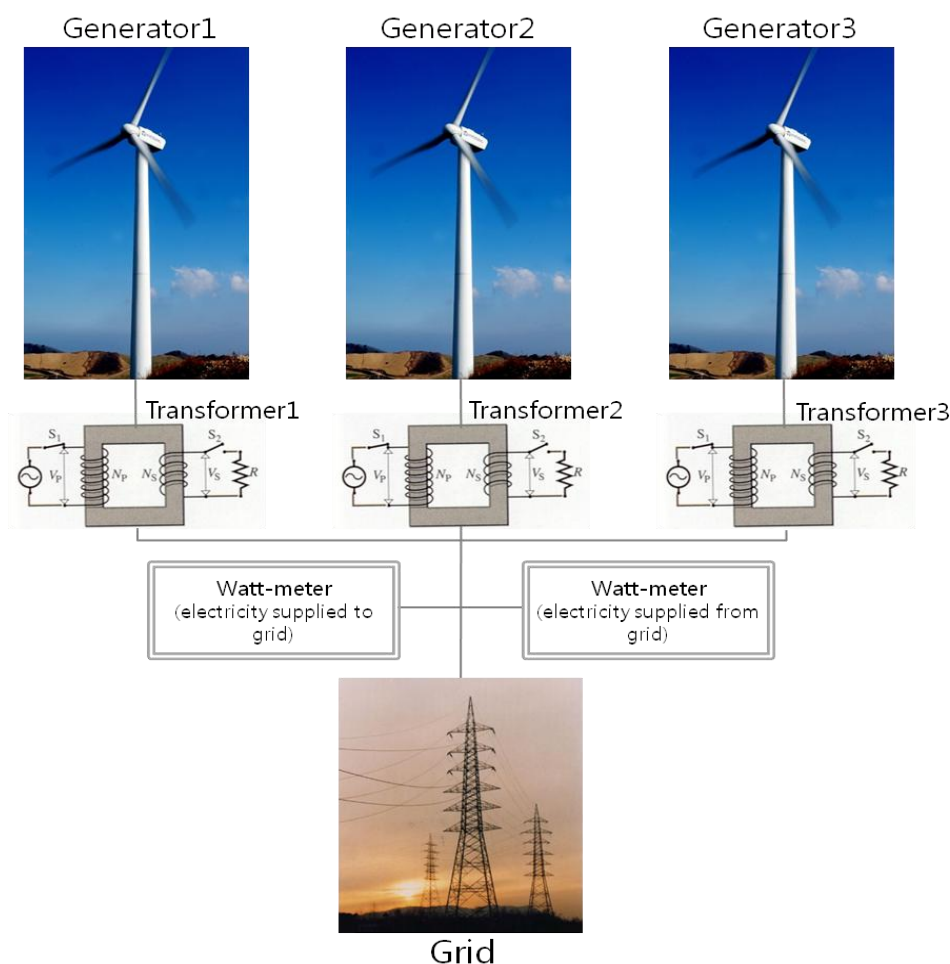 Generator1
Generator2
Generator3
Transformer1
Transformer2
Transformer3
S1
S2
VP
NP
NS
VS
R
S1
S2
VP
NP
NS
VS
R
S1
S2
VP
NP
NS
VS
R
Watt-meter
(electricity supplied to
grid)
Watt-meter
(electricity supplied from
grid)
Grid